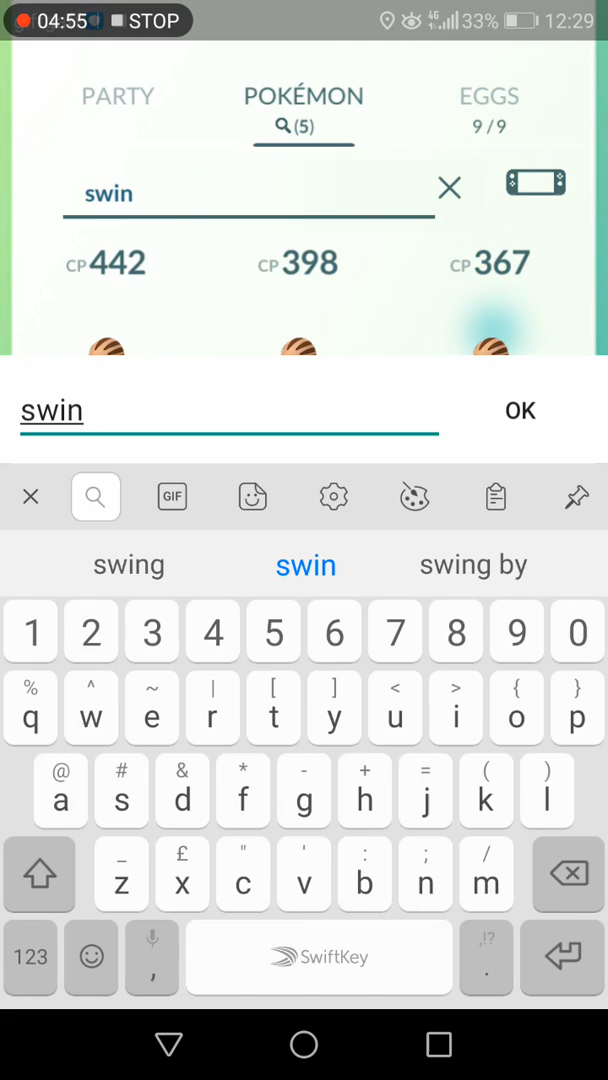 04:55 STOP 4G 33% 12:29
PARTY POKÉMON EGGS
(5) 9 / 9
swin
CP442 CP398 CP367
swin OK
GIF
swing swin swing by
1 2 3 4 5 6 7 8 9 0
% ^ ~ | [ ] < > { }
q w e r t y u i o p
@ # & * - + = ( )
a s d f g h j k l
_ £ " ' : ; /
z x c v b n m
123 , SwiftKey ,!? .